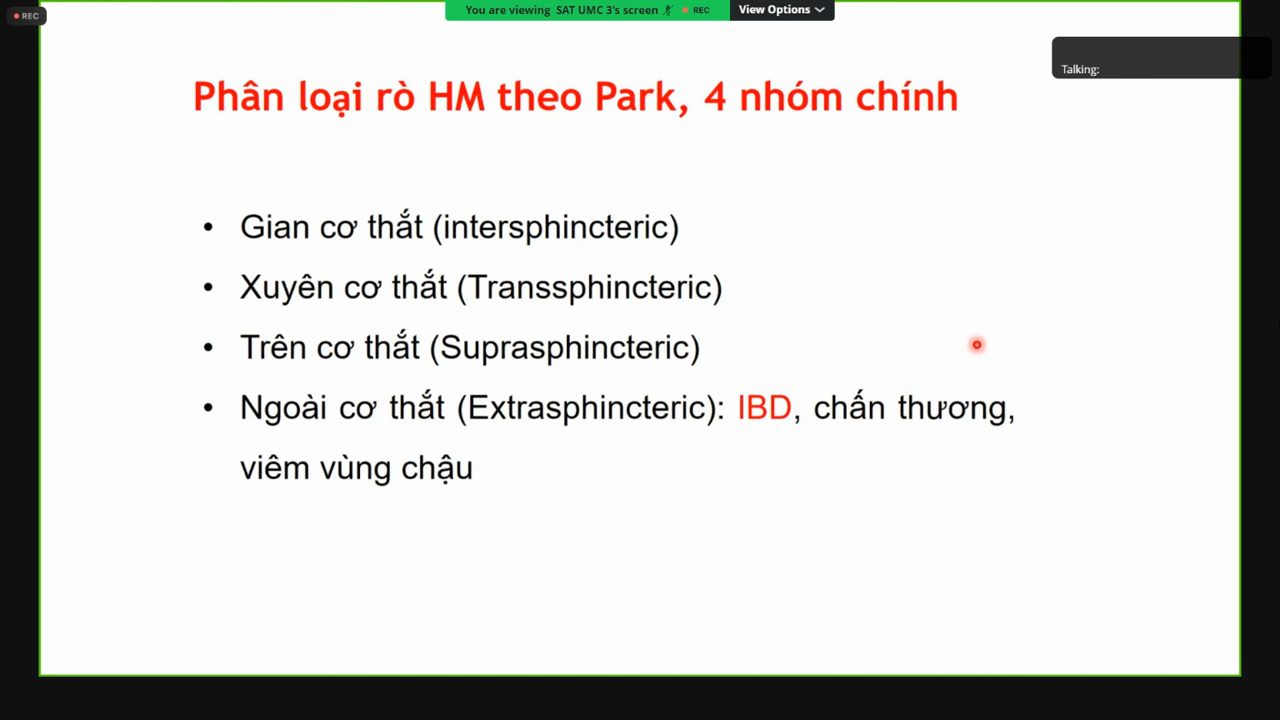 REC
You are viewing SAT UMC 3's screen REC View Options
Talking:
Phân loại rò HM theo Park, 4 nhóm chính
• Gian cơ thắt (intersphincteric)
• Xuyên cơ thắt (Transsphincteric)
• Trên cơ thắt (Suprasphincteric)
• Ngoài cơ thắt (Extrasphincteric): IBD, chấn thương,
viêm vùng chậu